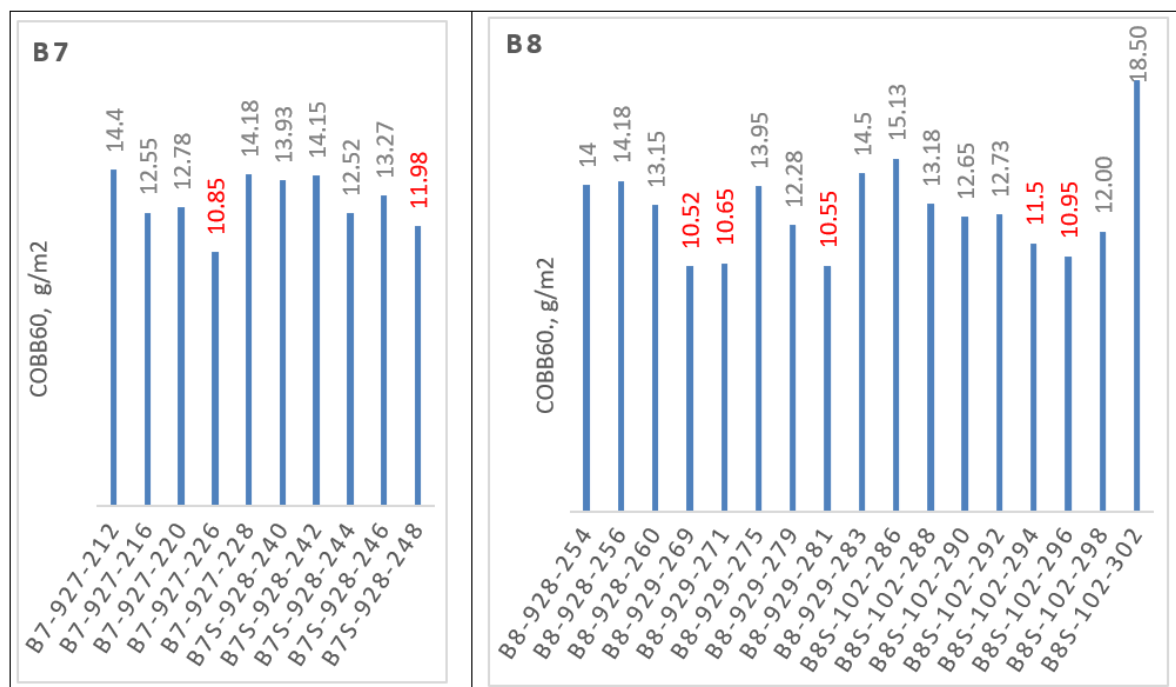 B7
COBB60, g/m2
14.4
12.55
12.78
10.85
14.18
13.93
14.15
12.52
13.27
11.98
B7-927-212
B7-927-216
B7-927-220
B7-927-226
B7-927-228
B7S-928-240
B7S-928-242
B7S-928-244
B7S-928-246
B7S-928-248
B8
COBB60., g/m2
14
14.18
13.15
10.52
10.65
13.95
12.28
10.55
14.5
15.13
13.18
12.65
12.73
11.5
10.95
12.00
18.50
B8-928-254
B8-928-256
B8-928-260
B8-929-269
B8-929-271
B8-929-275
B8-929-279
B8-929-281
B8-929-283
B8S-102-286
B8S-102-288
B8S-102-290
B8S-102-292
B8S-102-294
B8S-102-296
B8S-102-298
B8S-102-302